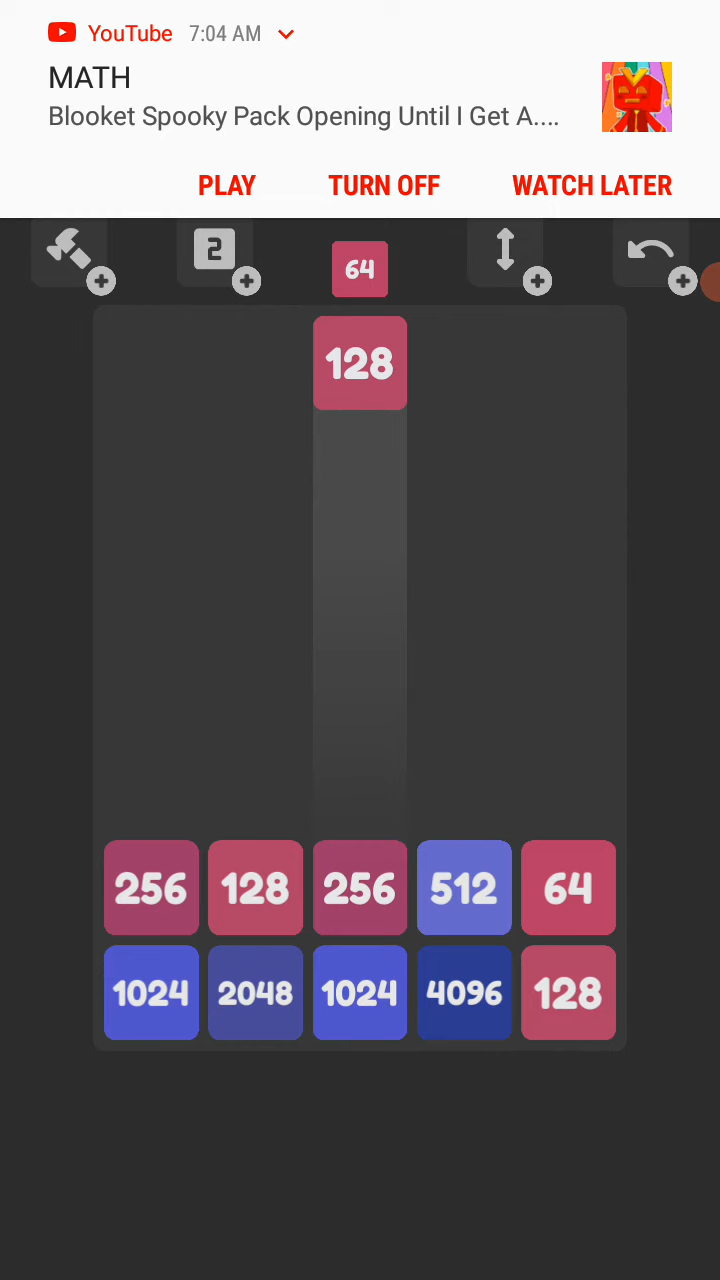 YouTube 7:04 AM
MATH
Blooket Spooky Pack Opening Until I Get A....
PLAY TURN OFF WATCH LATER
2
64
128
256 128 256 512 64
1024 2048 1024 4096 128